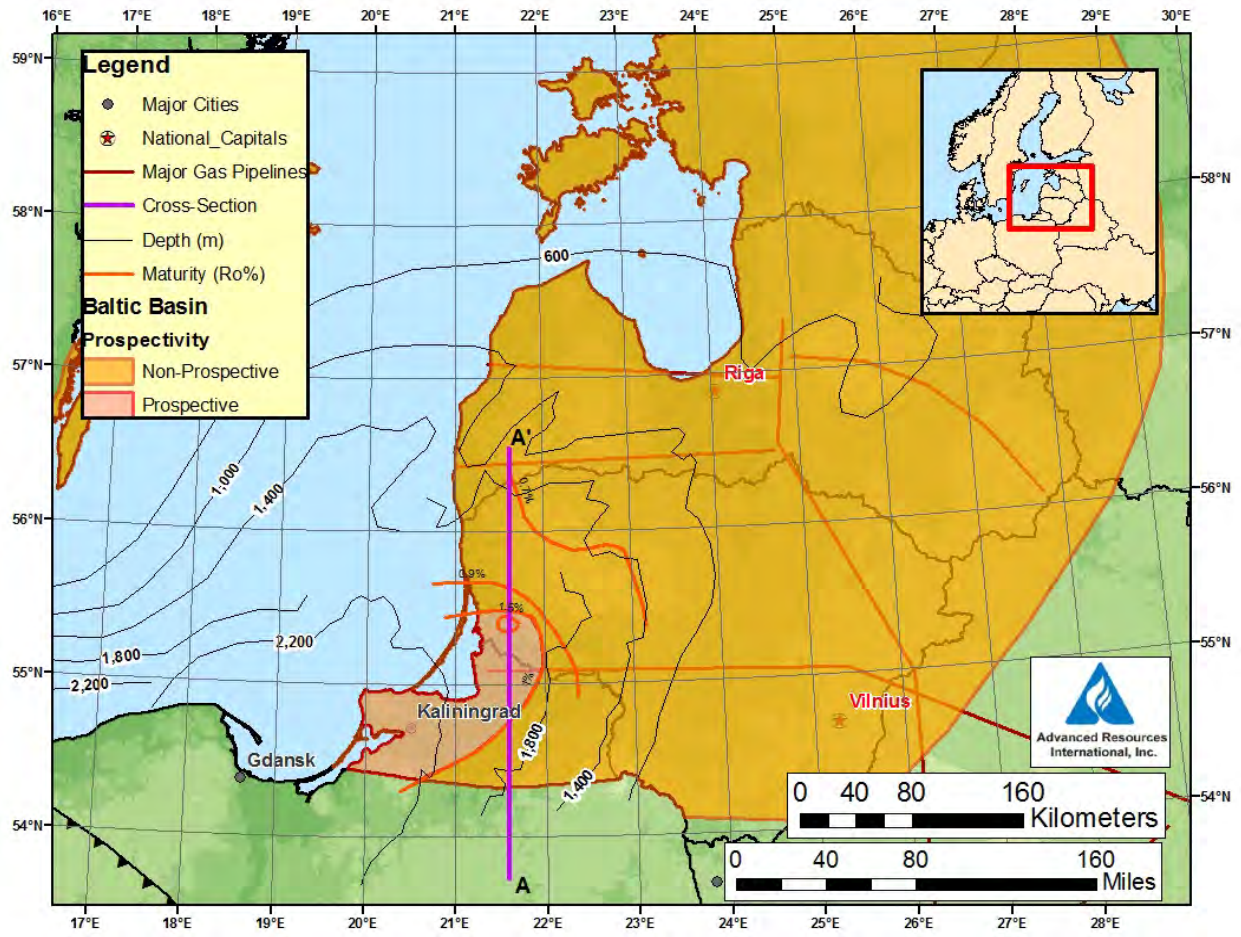 16°E 17°E 18°E 19°E 20°E 21°E 22°E 23°E 24°E 25°E 26°E 27°E 28°E 29°E 30°E
59°N
Legend
Major Cities
National_Capitals
Major Gas Pipelines
Cross-Section
Depth (m)
Maturity (Ro%)
Baltic Basin
Prospectivity
Non-Prospective
Prospective
58°N
58°N
600
57°N
57°N
Riga
A'
0.7%
1,000
1,400
56°N
56°N
0.9%
1.5%
2,200
1,800
2,200
55°N
55°N
1%
Kaliningrad
Vilnius
Advanced Resources
International, Inc.
Gdansk
1,800
1,400
54°N
54°N
0 40 80 160
Kilometers
0 40 80 160
Miles
A
17°E 18°E 19°E 20°E 21°E 22°E 23°E 24°E 25°E 26°E 27°E 28°E